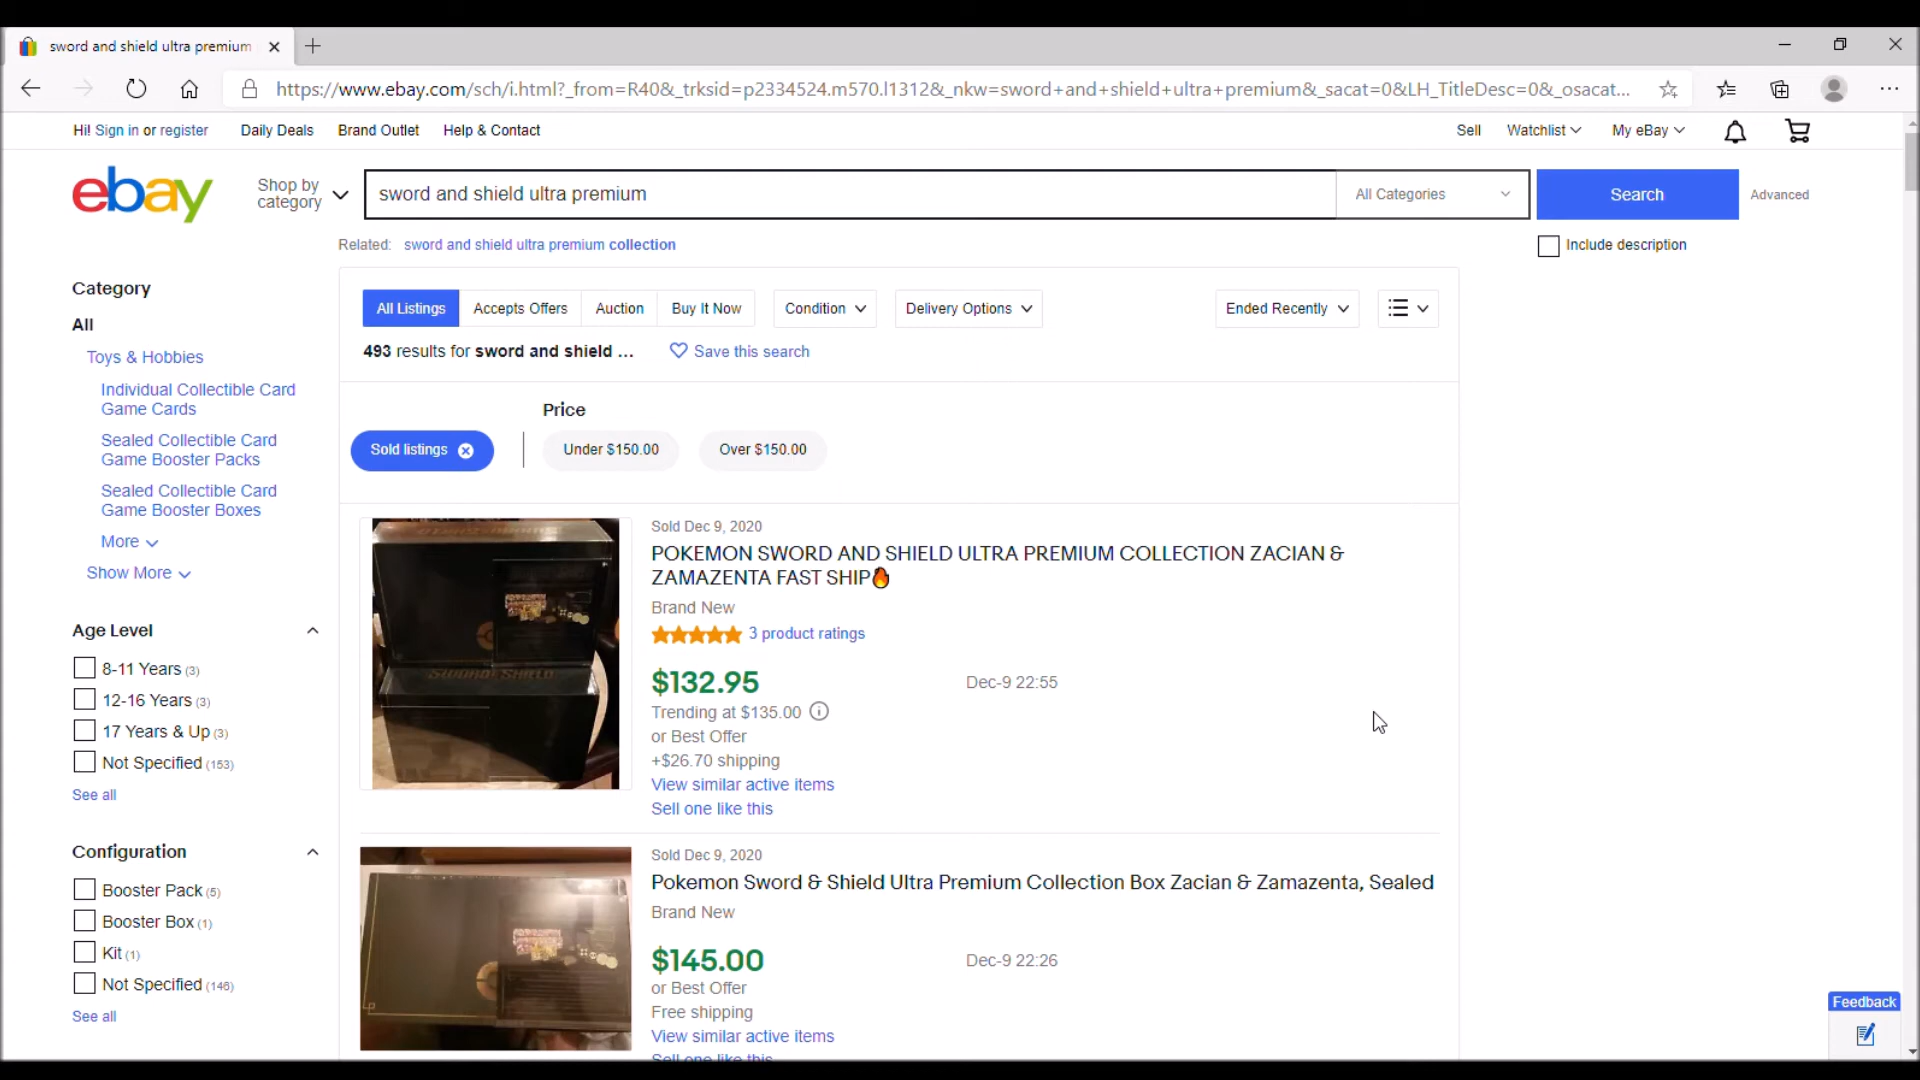 sword and shield ultra premium
https://www.ebay.com/sch/i.html?_from=R40&_trksid=p2334524.m570.l1312&_nkw=sword+and+shield+ultra+premium&_sacat=0&LH_TitleDesc=0&_osacat...
Hi! Sign in or register Daily Deals Brand Outlet Help & Contact Sell Watchlist My eBay
ebay
Shop by
category
sword and shield ultra premium All Categories Search Advanced
Related: sword and shield ultra premium collection Include description
Category
All
Toys & Hobbies
Individual Collectible Card
Game Cards
Sealed Collectible Card
Game Booster Packs
Sealed Collectible Card
Game Booster Boxes
More
Show More
Age Level
8-11 Years (3)
12-16 Years (3)
17 Years & Up (3)
Not Specified (153)
See all
Configuration
Booster Pack (5)
Booster Box (1)
Kit (1)
Not Specified (146)
See all
All Listings Accepts Offers Auction Buy It Now Condition Delivery Options Ended Recently
493 results for sword and shield ... Save this search
Price
Sold listings Under $150.00 Over $150.00
Sold Dec 9, 2020
POKEMON SWORD AND SHIELD ULTRA PREMIUM COLLECTION ZACIAN &
ZAMAZENTA FAST SHIP🔥
Brand New
3 product ratings
$132.95 Dec-9 22:55
Trending at $135.00
or Best Offer
+$26.70 shipping
View similar active items
Sell one like this
Sold Dec 9, 2020
Pokemon Sword & Shield Ultra Premium Collection Box Zacian & Zamazenta, Sealed
Brand New
$145.00 Dec-9 22:26
or Best Offer
Free shipping
View similar active items
Sell one like this
Feedback